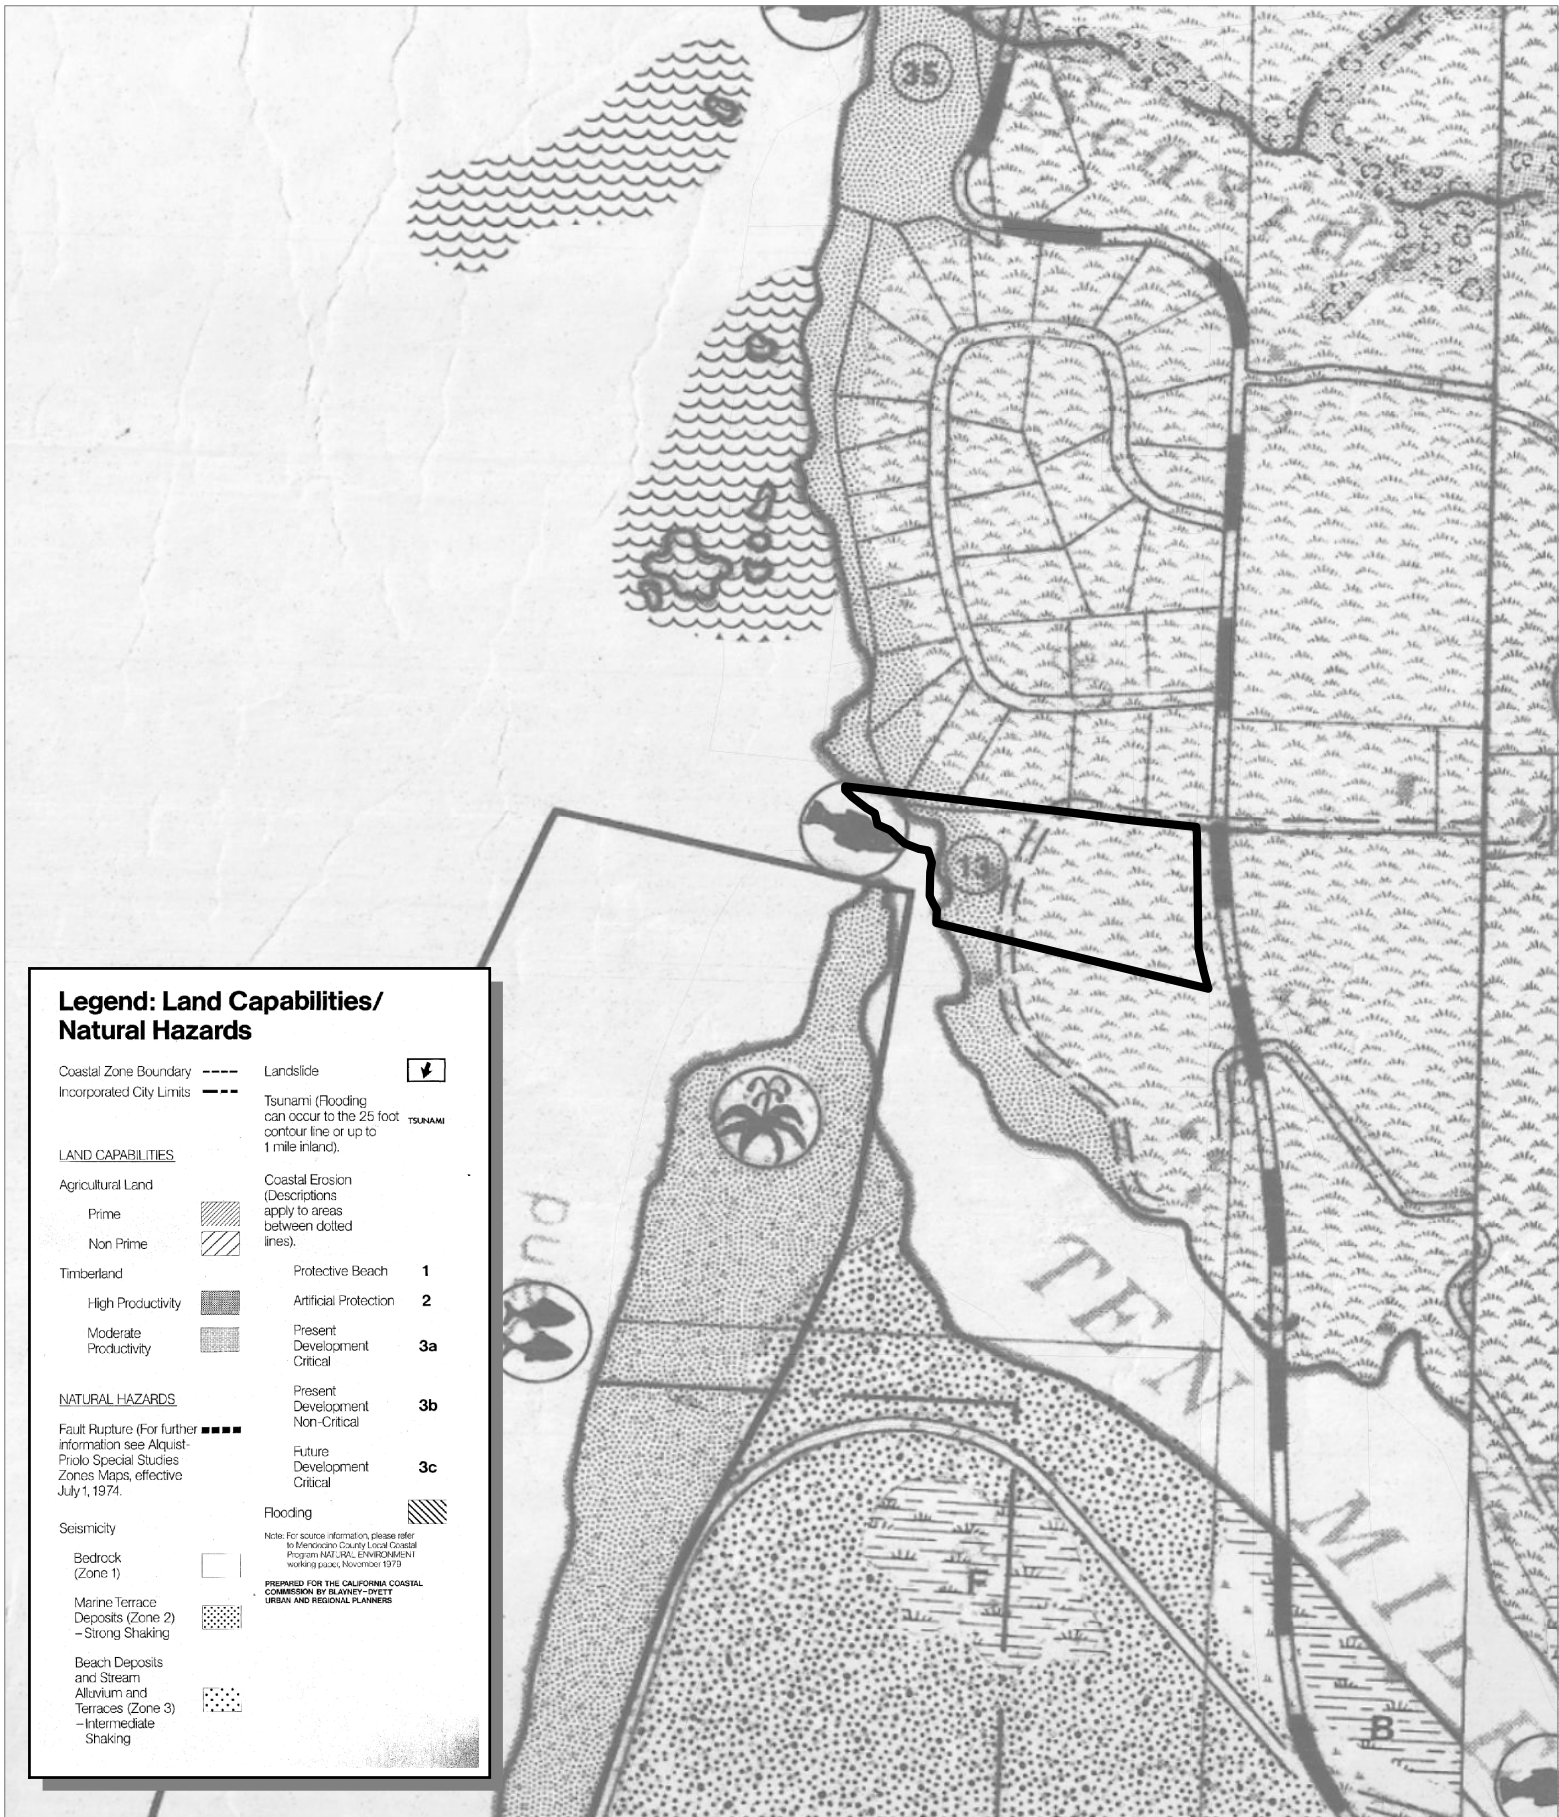 35
13
Legend: Land Capabilities/
Natural Hazards
Coastal Zone Boundary
Incorporated City Limits
LAND CAPABILITIES
Agricultural Land
Prime
Non Prime
Timberland
High Productivity
Moderate
Productivity
NATURAL HAZARDS
Fault Rupture (For further
information see Alquist-
Priolo Special Studies
Zones Maps, effective
July 1, 1974.
Seismicity
Bedrock
(Zone 1)
Marine Terrace
Deposits (Zone 2)
– Strong Shaking
Beach Deposits
and Stream
Alluvium and
Terraces (Zone 3)
– Intermediate
Shaking
Landslide
Tsunami (Flooding
can occur to the 25 foot
contour line or up to
1 mile inland).
TSUNAMI
Coastal Erosion
(Descriptions
apply to areas
between dotted
lines).
Protective Beach 1
Artificial Protection 2
Present
Development 3a
Critical
Present
Development 3b
Non-Critical
Future
Development 3c
Critical
Flooding
Note: For source information, please refer
to Mendocino County Local Coastal
Program NATURAL ENVIRONMENT
working paper, November 1979
PREPARED FOR THE CALIFORNIA COASTAL
COMMISSION BY BLAYNEY–DYETT
URBAN AND REGIONAL PLANNERS
TEN
MILE
F
B